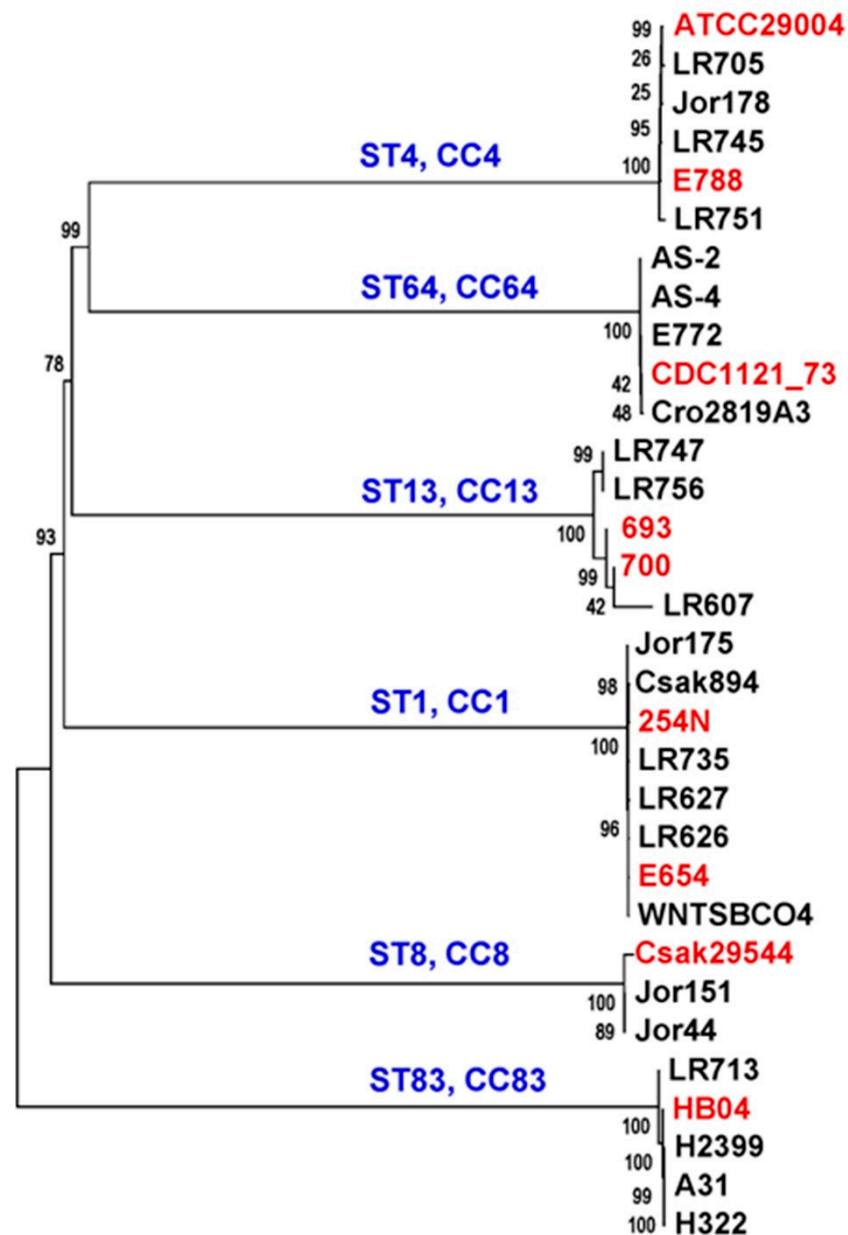 99 ATCC29004
26 LR705
25 Jor178
95 LR745
ST4, CC4
100 E788
LR751
99
AS-2
ST64, CC64
AS-4
100 E772
78
CDC1121_73
42
48 Cro2819A3
99 LR747
ST13, CC13
LR756
93
100
693
99 700
42 LR607
Jor175
98 Csak894
ST1, CC1
254N
100
LR735
LR627
96 LR626
E654
WNTSBCO4
ST8, CC8
Csak29544
100 Jor151
89 Jor44
ST83, CC83
LR713
HB04
100
H2399
100
A31
99
100 H322